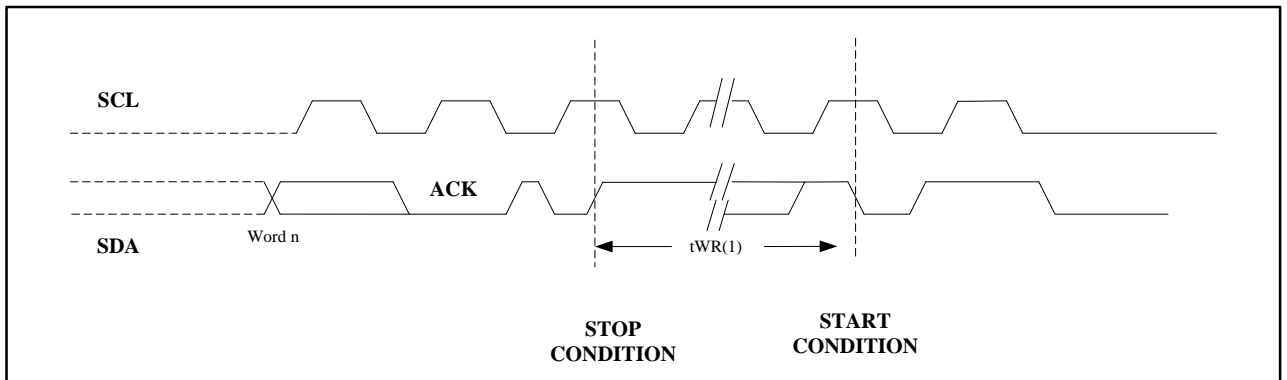 SCL
ACK
Word n
SDA
tWR(1)
STOP
CONDITION
START
CONDITION